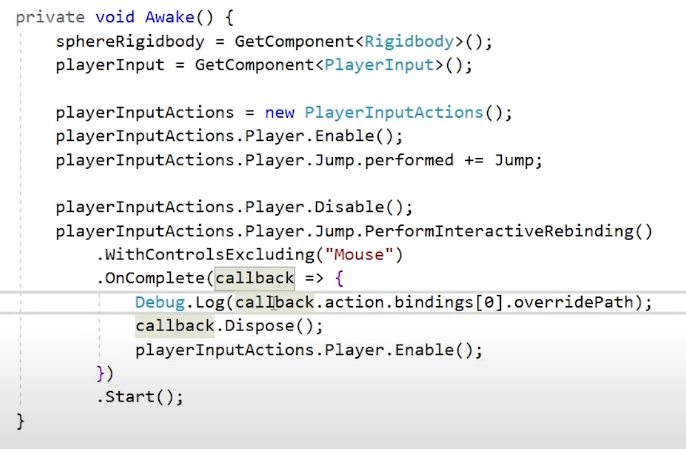 private void Awake() {
sphereRigidbody = GetComponent<Rigidbody>();
playerInput = GetComponent<PlayerInput>();
playerInputActions = new PlayerInputActions();
playerInputActions.Player.Enable();
playerInputActions.Player.Jump.performed += Jump;
playerInputActions.Player.Disable();
playerInputActions.Player.Jump.PerformInteractiveRebinding()
.WithControlsExcluding("Mouse")
.OnComplete(callback => {
Debug.Log(callback.action.bindings[0].overridePath);
callback.Dispose();
playerInputActions.Player.Enable();
})
.Start();
}